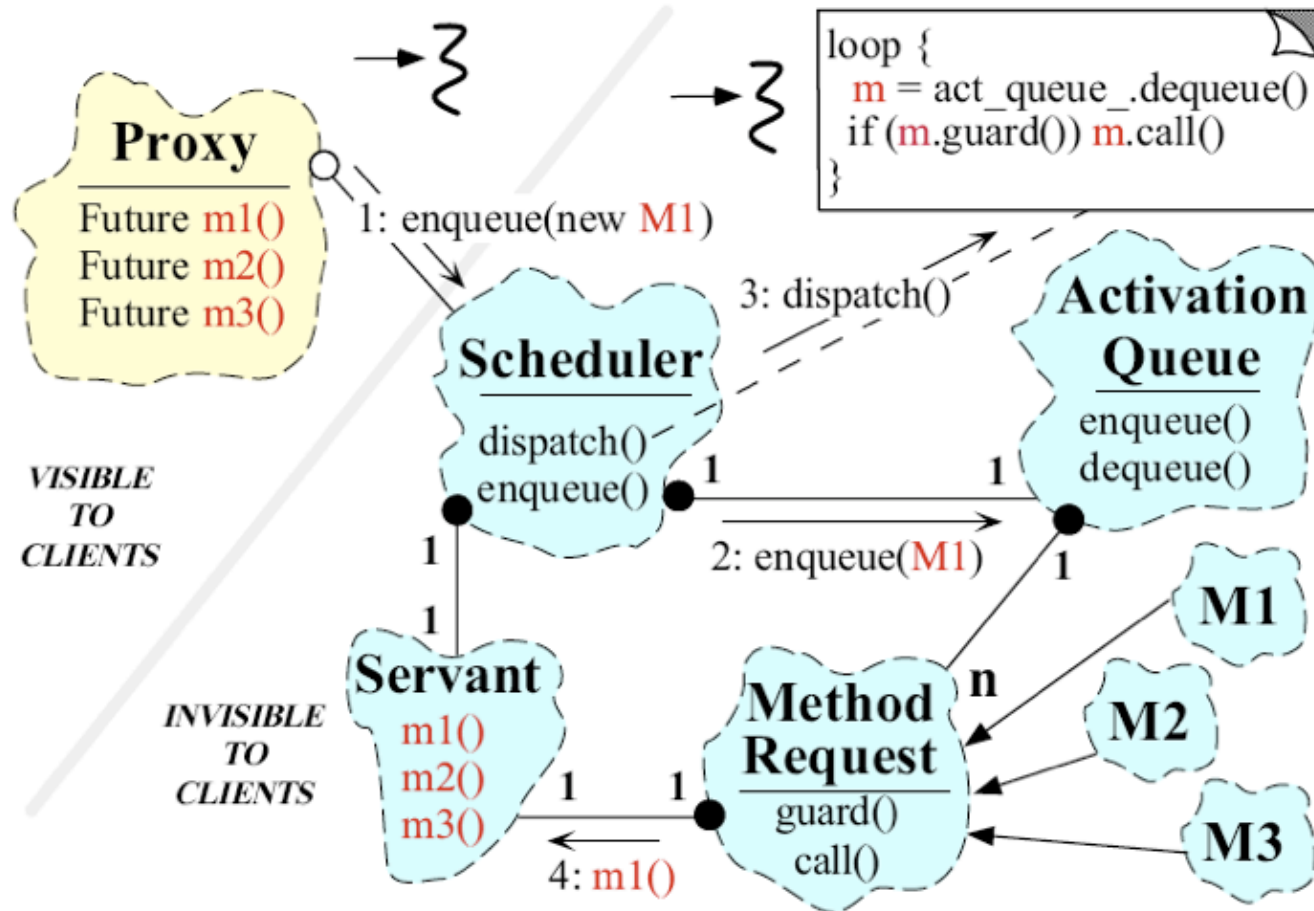 loop {
m = act_queue_.dequeue()
if (m.guard()) m.call()
}
Proxy
Future m1()
Future m2()
Future m3()
1: enqueue(new M1)
3: dispatch()
Scheduler
dispatch()
enqueue()
Activation
Queue
enqueue()
dequeue()
VISIBLE
TO
CLIENTS
1
1
2: enqueue(M1)
1
1
1
n
M1
M2
M3
Servant
m1()
m2()
m3()
INVISIBLE
TO
CLIENTS
Method
Request
guard()
call()
1
1
4: m1()